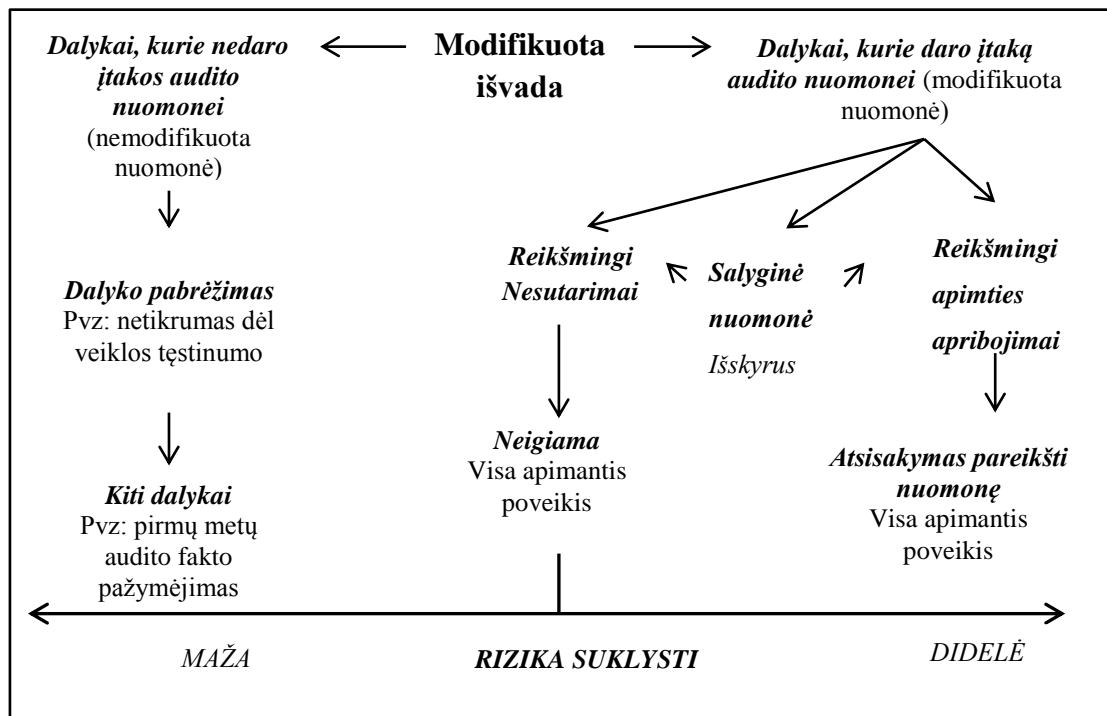 Modifikuota
išvada
Dalykai, kurie nedaro
įtakos audito
nuomonei
(nemodifikuota
nuomonė)
Dalyko pabrėžimas
Pvz: netikrumas dėl
veiklos tęstinumo
Kiti dalykai
Pvz: pirmų metų
audito fakto
pažymėjimas
Dalykai, kurie daro įtaką
audito nuomonei (modifikuota
nuomonė)
Reikšmingi
Nesutarimai
Neigiama
Visa apimantis
poveikis
Salyginė
nuomonė
Išskyrus
Reikšmingi
apimties
apribojimai
Atsisakymas pareikšti
nuomonę
Visa apimantis
poveikis
MAŽA
RIZIKA SUKLYSTI
DIDELĖ